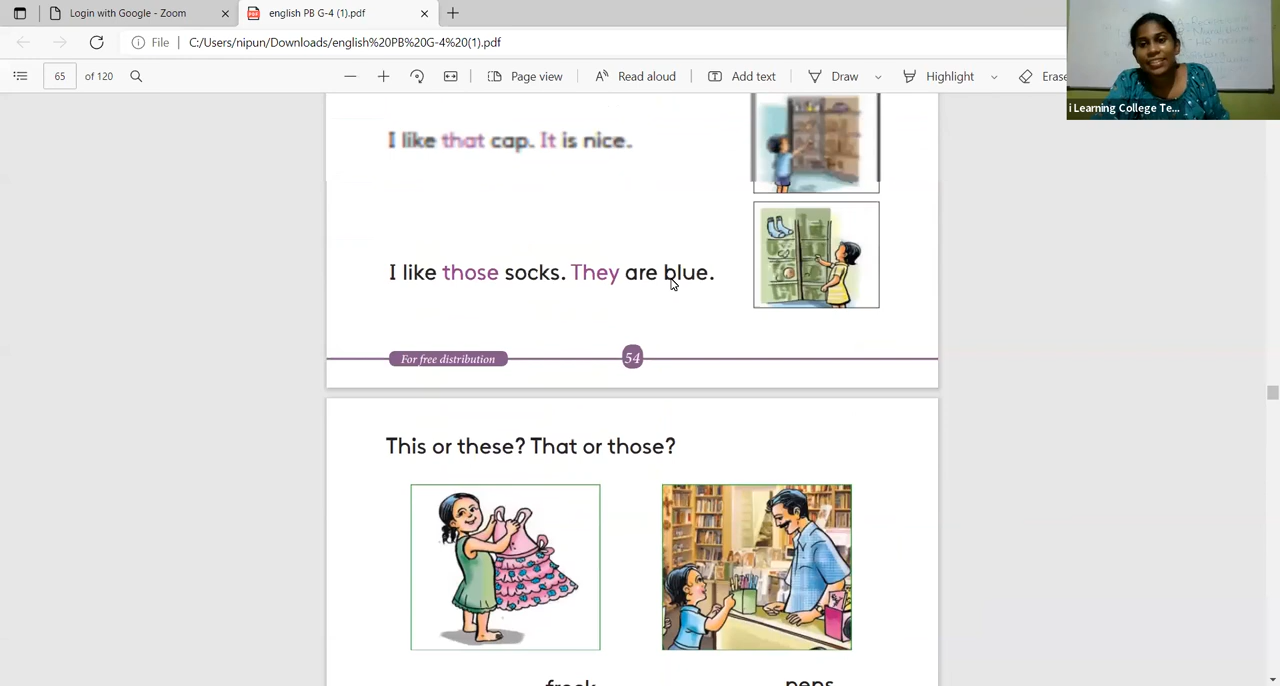 Login with Google - Zoom
english PB G-4 (1).pdf
File
C:/Users/nipun/Downloads/english%20PB%20G-4%20(1).pdf
65 of 120
Page view
Read aloud
Add text
Draw
Highlight
Erase
i Learning College Te...
I like that cap. It is nice.
I like those socks. They are blue.
For free distribution
54
This or these? That or those?
frock
pens